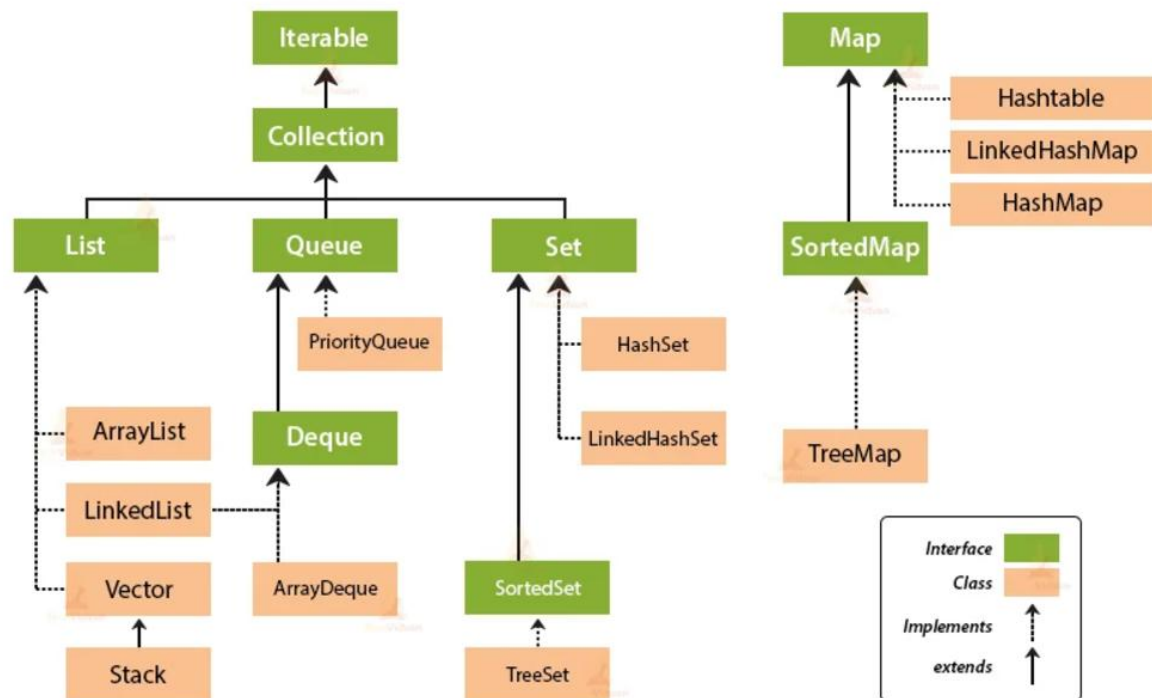 Iterable
Map
Hashtable
Collection
LinkedHashMap
HashMap
List
Queue
Set
SortedMap
PriorityQueue
HashSet
ArrayList
Deque
LinkedHashSet
TreeMap
LinkedList
Interface
Class
Vector
ArrayDeque
SortedSet
Implements
extends
Stack
TreeSet